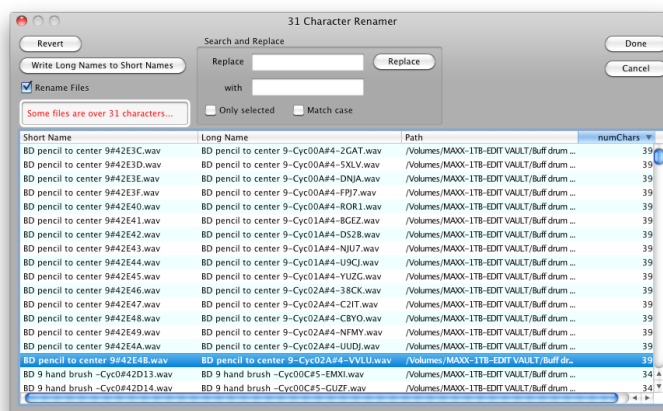 31 Character Renamer
Revert
Search and Replace
Done
Write Long Names to Short Names
Replace
Replace
Cancel
Rename Files
with
Some files are over 31 characters...
Only selected
Match case
Short Name Long Name Path numChars
BD pencil to center 9#42E3C.wav BD pencil to center 9-Cyc00A#4-2GAT.wav /Volumes/MAXX-1TB-EDIT VAULT/Buff drum ... 39
BD pencil to center 9#42E3D.wav BD pencil to center 9-Cyc00A#4-5XLV.wav /Volumes/MAXX-1TB-EDIT VAULT/Buff drum ... 39
BD pencil to center 9#42E3E.wav BD pencil to center 9-Cyc00A#4-DNJA.wav /Volumes/MAXX-1TB-EDIT VAULT/Buff drum ... 39
BD pencil to center 9#42E3F.wav BD pencil to center 9-Cyc00A#4-FPJ7.wav /Volumes/MAXX-1TB-EDIT VAULT/Buff drum ... 39
BD pencil to center 9#42E40.wav BD pencil to center 9-Cyc00A#4-ROR1.wav /Volumes/MAXX-1TB-EDIT VAULT/Buff drum ... 39
BD pencil to center 9#42E41.wav BD pencil to center 9-Cyc01A#4-BGEZ.wav /Volumes/MAXX-1TB-EDIT VAULT/Buff drum ... 39
BD pencil to center 9#42E42.wav BD pencil to center 9-Cyc01A#4-DS2B.wav /Volumes/MAXX-1TB-EDIT VAULT/Buff drum ... 39
BD pencil to center 9#42E43.wav BD pencil to center 9-Cyc01A#4-NJU7.wav /Volumes/MAXX-1TB-EDIT VAULT/Buff drum ... 39
BD pencil to center 9#42E44.wav BD pencil to center 9-Cyc01A#4-U9CJ.wav /Volumes/MAXX-1TB-EDIT VAULT/Buff drum ... 39
BD pencil to center 9#42E45.wav BD pencil to center 9-Cyc01A#4-YUZG.wav /Volumes/MAXX-1TB-EDIT VAULT/Buff drum ... 39
BD pencil to center 9#42E46.wav BD pencil to center 9-Cyc02A#4-38CK.wav /Volumes/MAXX-1TB-EDIT VAULT/Buff drum ... 39
BD pencil to center 9#42E47.wav BD pencil to center 9-Cyc02A#4-C2IT.wav /Volumes/MAXX-1TB-EDIT VAULT/Buff drum ... 39
BD pencil to center 9#42E48.wav BD pencil to center 9-Cyc02A#4-CBYO.wav /Volumes/MAXX-1TB-EDIT VAULT/Buff drum ... 39
BD pencil to center 9#42E49.wav BD pencil to center 9-Cyc02A#4-NFMY.wav /Volumes/MAXX-1TB-EDIT VAULT/Buff drum ... 39
BD pencil to center 9#42E4A.wav BD pencil to center 9-Cyc02A#4-UUDJ.wav /Volumes/MAXX-1TB-EDIT VAULT/Buff drum ... 39
BD pencil to center 9#42E4B.wav BD pencil to center 9-Cyc02A#4-VVLU.wav /Volumes/MAXX-1TB-EDIT VAULT/Buff dr... 39
BD 9 hand brush -Cyc0#42D13.wav BD 9 hand brush -Cyc00C#5-EMXI.wav /Volumes/MAXX-1TB-EDIT VAULT/Buff drum ... 34
BD 9 hand brush -Cyc0#42D14.wav BD 9 hand brush -Cyc00C#5-GUZF.wav /Volumes/MAXX-1TB-EDIT VAULT/Buff drum ... 34